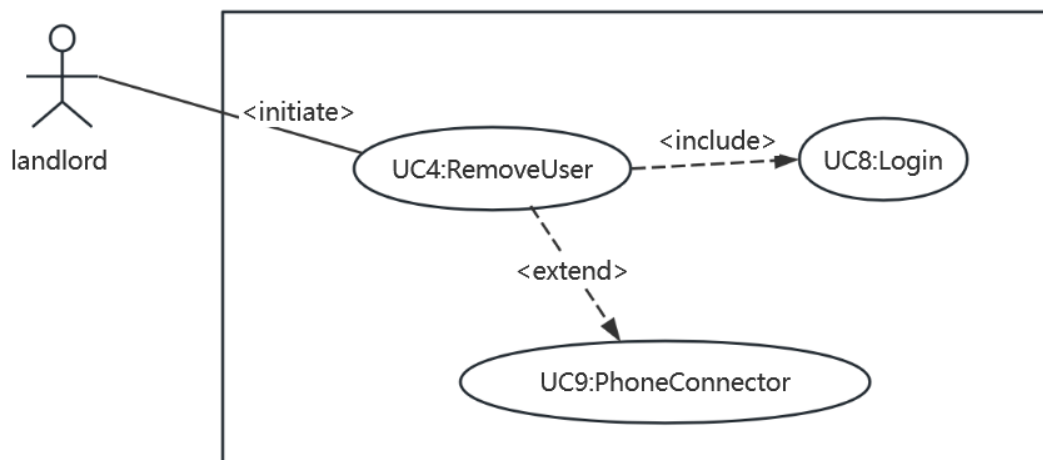 <initiate>
landlord
UC4:RemoveUser
<include>
UC8:Login
<extend>
UC9:PhoneConnector